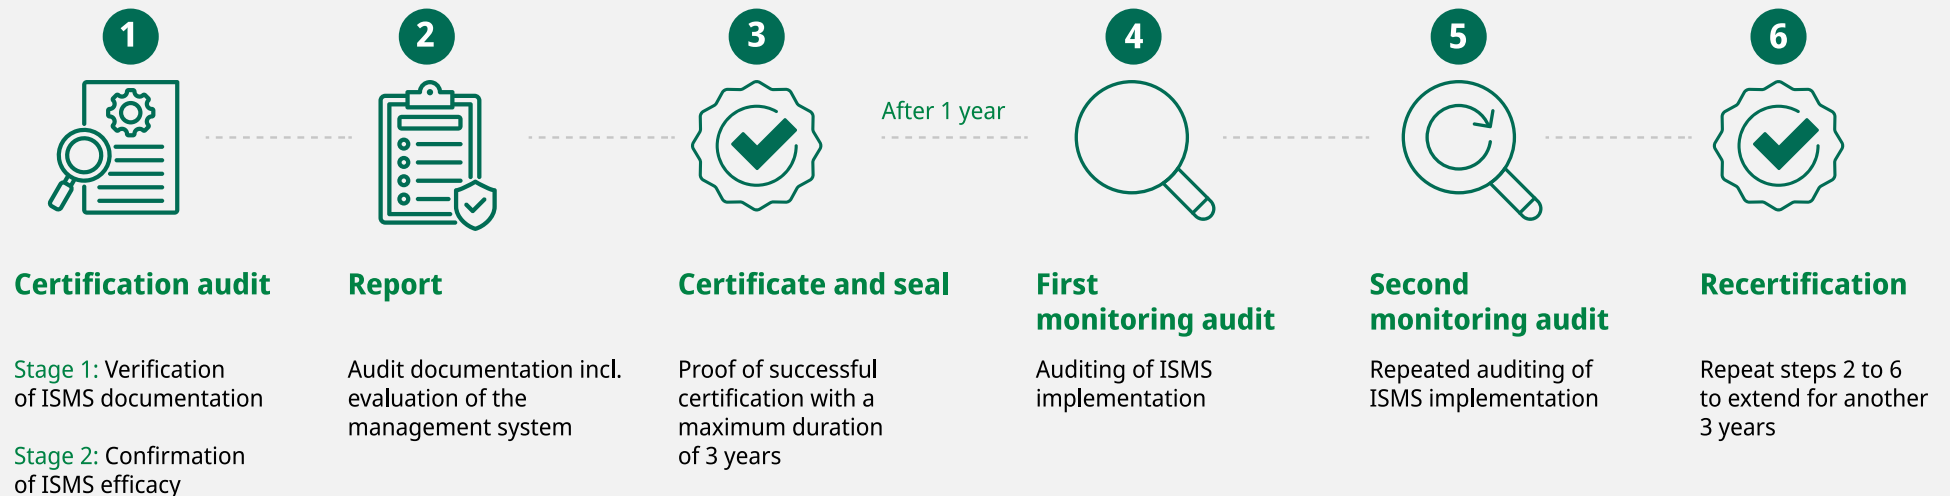 1
2
3
4
5
6
After 1 year
Certification audit
Stage 1: Verification
of ISMS documentation
Stage 2: Confirmation
of ISMS efficacy
Report
Audit documentation incl.
evaluation of the
management system
Certificate and seal
Proof of successful
certification with a
maximum duration
of 3 years
First
monitoring audit
Auditing of ISMS
implementation
Second
monitoring audit
Repeated auditing of
ISMS implementation
Recertification
Repeat steps 2 to 6
to extend for another
3 years